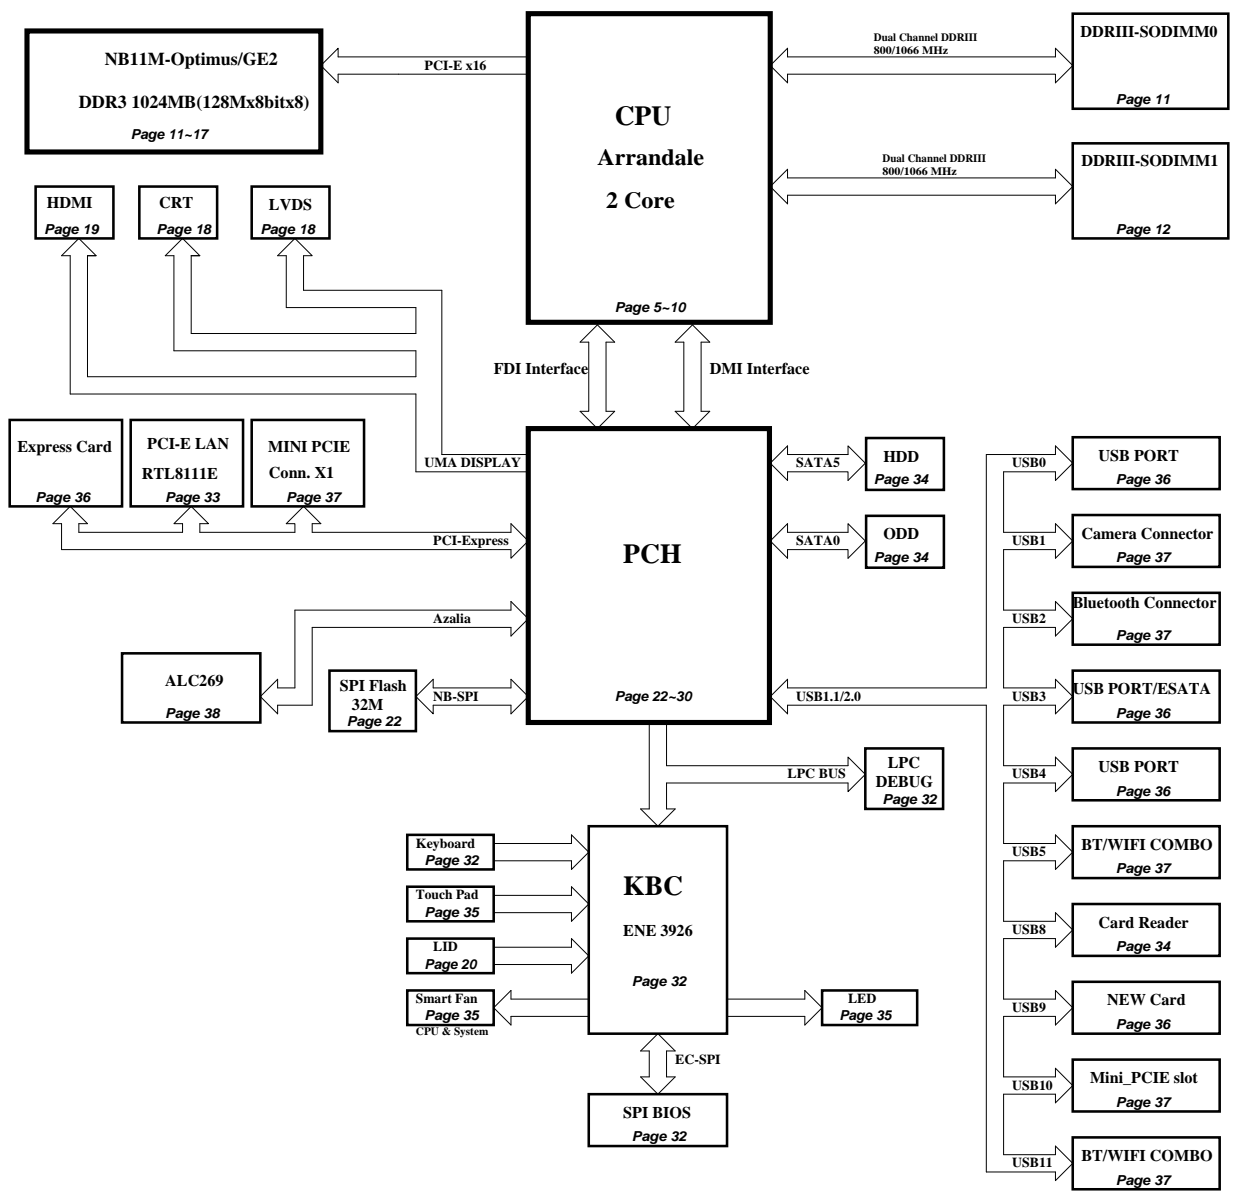 NB11M-Optimus/GE2
DDR3 1024MB(128Mx8bitx8)
Page 11~17
PCI-E x16
CPU
Arrandale
2 Core
Page 5~10
Dual Channel DDRIII
800/1066 MHz
DDRIII-SODIMM0
Page 11
Dual Channel DDRIII
800/1066 MHz
DDRIII-SODIMM1
Page 12
HDMI
Page 19
CRT
Page 18
LVDS
Page 18
FDI Interface
DMI Interface
Express Card
Page 36
PCI-E LAN
RTL8111E
Page 33
MINI PCIE
Conn. X1
Page 37
UMA DISPLAY
PCI-Express
PCH
Page 22~30
SATA5
HDD
Page 34
SATA0
ODD
Page 34
Azalia
ALC269
Page 38
SPI Flash
32M
Page 22
NB-SPI
USB1.1/2.0
LPC BUS
LPC
DEBUG
Page 32
USB0
USB PORT
Page 36
USB1
Camera Connector
Page 37
USB2
Bluetooth Connector
Page 37
USB3
USB PORT/ESATA
Page 36
USB4
USB PORT
Page 36
USB5
BT/WIFI COMBO
Page 37
USB8
Card Reader
Page 34
USB9
NEW Card
Page 36
USB10
Mini_PCIE slot
Page 37
USB11
BT/WIFI COMBO
Page 37
Keyboard
Page 32
Touch Pad
Page 35
LID
Page 20
Smart Fan
Page 35
CPU & System
KBC
ENE 3926
Page 32
LED
Page 35
EC-SPI
SPI BIOS
Page 32